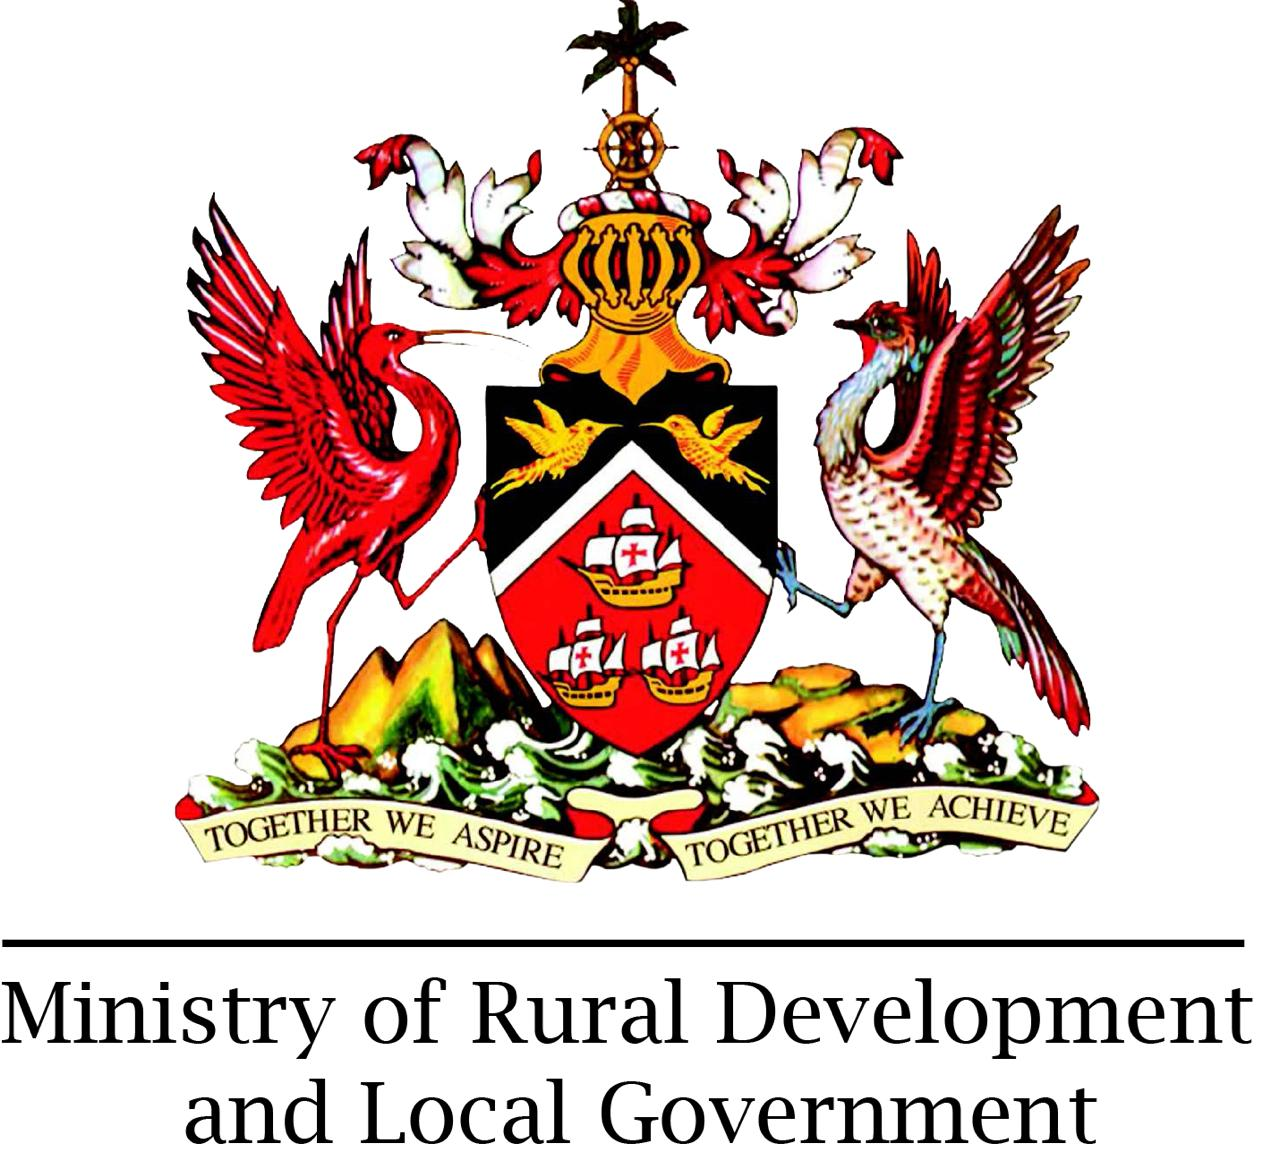 TOGETHER WE ASPIRE TOGETHER WE ACHIEVE
Ministry of Rural Development
and Local Government